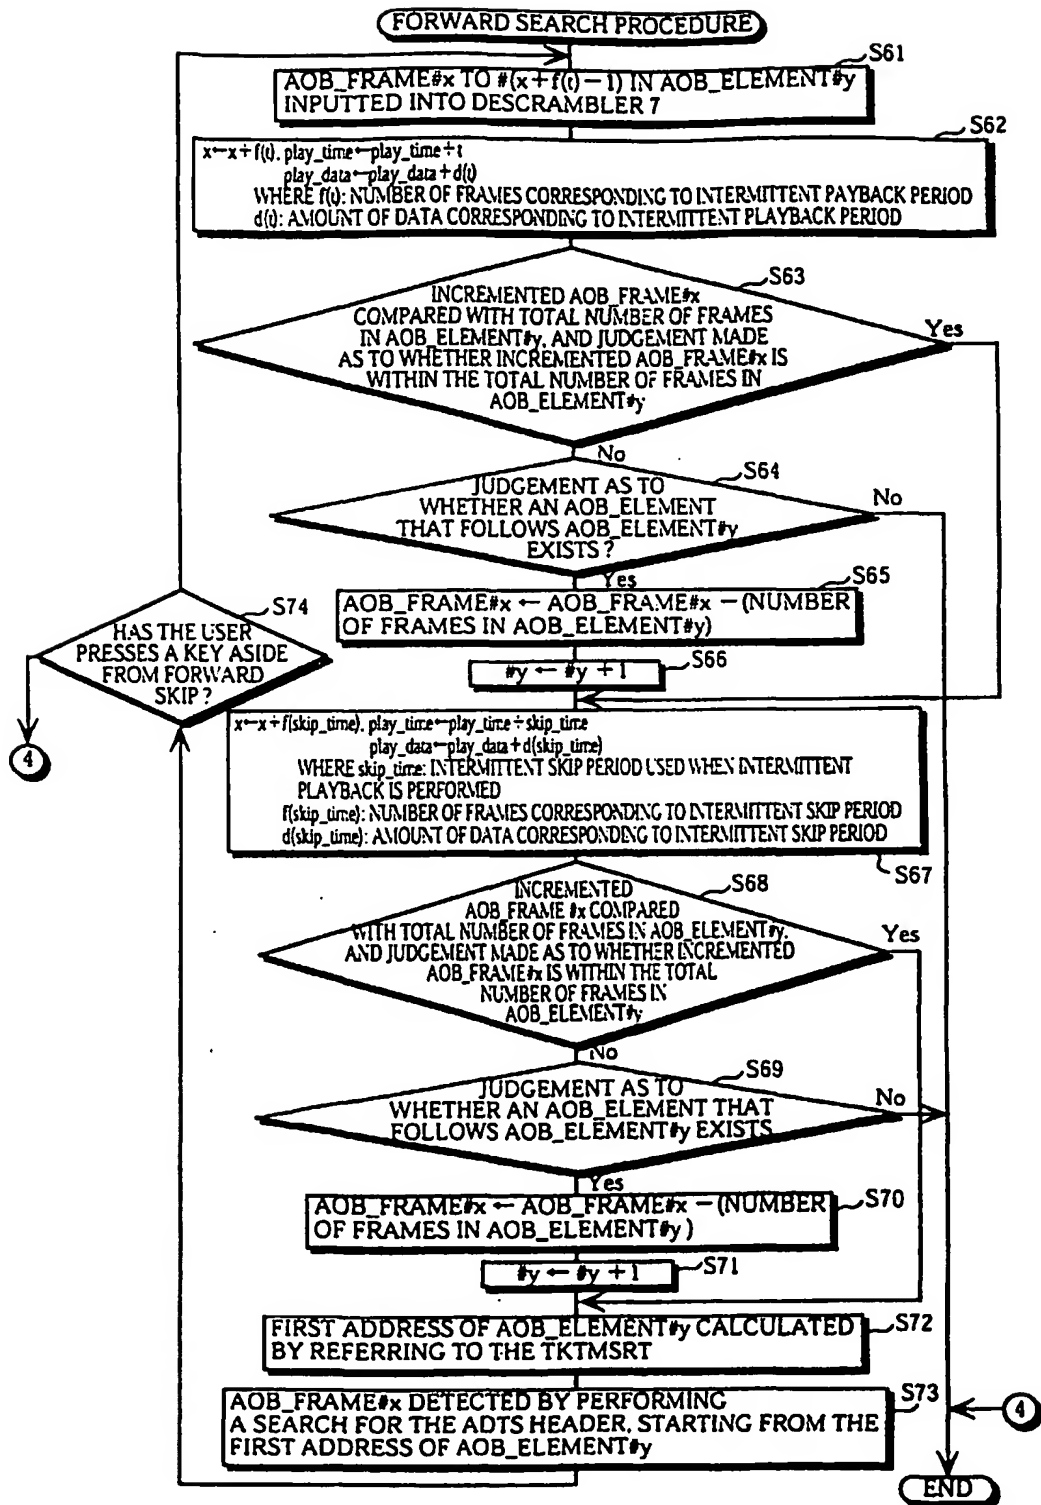 FORWARD SEARCH PROCEDURE
S61
AOB_FRAME#x TO #(x+f(t)-1) IN AOB_ELEMENT#y
INPUTTED INTO DESCRAMBLER 7
S62
x←x+f(t), play_time←play_time+t
play_data←play_data+d(t)
WHERE f(t): NUMBER OF FRAMES CORRESPONDING TO INTERMITTENT PAYBACK PERIOD
d(t): AMOUNT OF DATA CORRESPONDING TO INTERMITTENT PLAYBACK PERIOD
S63
INCREMENTED AOB_FRAME#x
COMPARED WITH TOTAL NUMBER OF FRAMES
IN AOB_ELEMENT#y, AND JUDGEMENT MADE
AS TO WHETHER INCREMENTED AOB_FRAME#x IS
WITHIN THE TOTAL NUMBER OF FRAMES IN
AOB_ELEMENT#y
Yes
No
S64
JUDGEMENT AS TO
WHETHER AN AOB_ELEMENT
THAT FOLLOWS AOB_ELEMENT#y
EXISTS ?
No
Yes
S65
AOB_FRAME#x ← AOB_FRAME#x − (NUMBER
OF FRAMES IN AOB_ELEMENT#y)
S66
#y ← #y + 1
S74
HAS THE USER
PRESSES A KEY ASIDE
FROM FORWARD
SKIP ?
4
x←x+f(skip_time), play_time←play_time+skip_time
play_data←play_data+d(skip_time)
WHERE skip_time: INTERMITTENT SKIP PERIOD USED WHEN INTERMITTENT
PLAYBACK IS PERFORMED
f(skip_time): NUMBER OF FRAMES CORRESPONDING TO INTERMITTENT SKIP PERIOD
d(skip_time): AMOUNT OF DATA CORRESPONDING TO INTERMITTENT SKIP PERIOD
S67
S68
INCREMENTED
AOB_FRAME #x COMPARED
WITH TOTAL NUMBER OF FRAMES IN AOB_ELEMENT#y,
AND JUDGEMENT MADE AS TO WHETHER INCREMENTED
AOB_FRAME#x IS WITHIN THE TOTAL
NUMBER OF FRAMES IN
AOB_ELEMENT#y
Yes
No
S69
JUDGEMENT AS TO
WHETHER AN AOB_ELEMENT THAT
FOLLOWS AOB_ELEMENT#y EXISTS
No
Yes
S70
AOB_FRAME#x ← AOB_FRAME#x − (NUMBER
OF FRAMES IN AOB_ELEMENT#y )
S71
#y ← #y + 1
S72
FIRST ADDRESS OF AOB_ELEMENT#y CALCULATED
BY REFERRING TO THE TKTMSRT
S73
AOB_FRAME#x DETECTED BY PERFORMING
A SEARCH FOR THE ADTS HEADER, STARTING FROM THE
FIRST ADDRESS OF AOB_ELEMENT#y
4
END